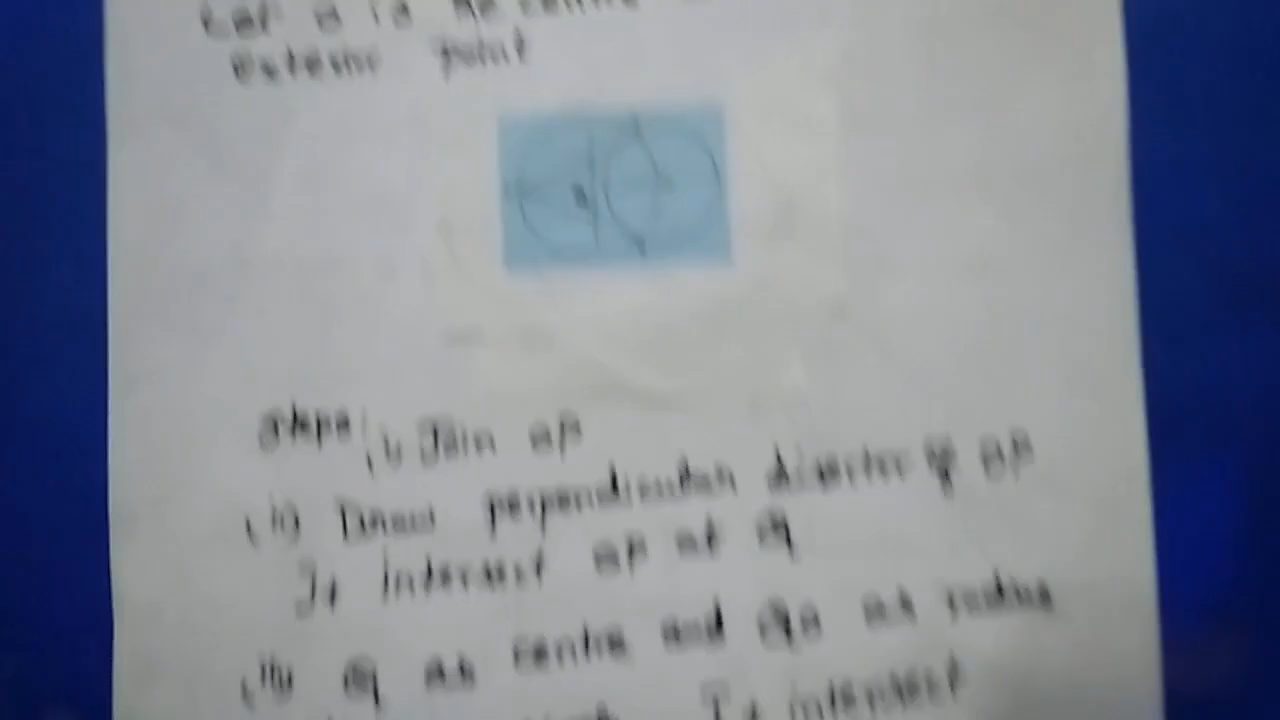 Let O is the centre
exterior point
Steps (i) Join OP
(ii) Draw perpendicular bisector of OP
It intersect OP at Q
(iii) Q as centre and QO as radius
It intersect